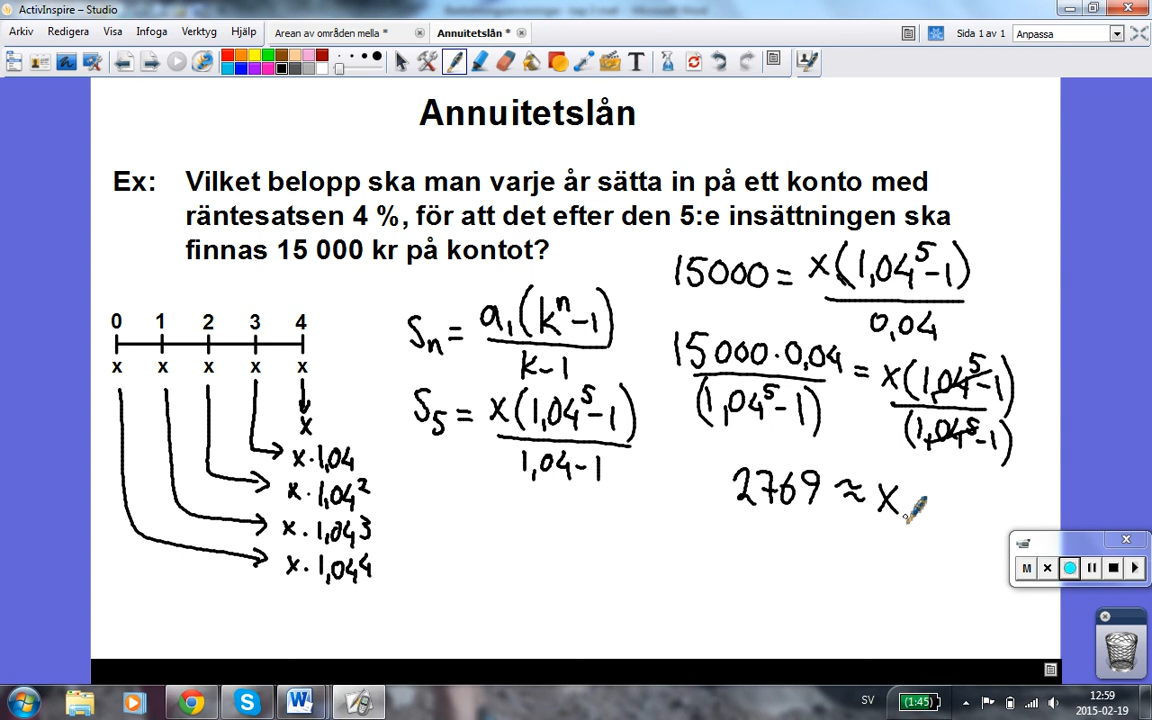 ActivInspire – Studio
Arkiv Redigera Visa Infoga Verktyg Hjälp
Arean av områden mella *
Annuitetslån *
Sida 1 av 1
Anpassa
Annuitetslån
Ex: Vilket belopp ska man varje år sätta in på ett konto med
räntesatsen 4 %, för att det efter den 5:e insättningen ska
finnas 15 000 kr på kontot?
0 1 2 3 4
x x x x x
x
x·1,04
x·1,04²
x·1,043
x·1,044
Sn = a₁(kⁿ-1)
k-1
S5 = x(1,04⁵-1)
1,04-1
15000 = x(1,04⁵-1)
0,04
15000·0,04 = x(1,04⁵-1)
(1,04⁵-1) (1,04⁵-1)
2769 ≈ x
M
SV
(1:45)
12:59
2015-02-19